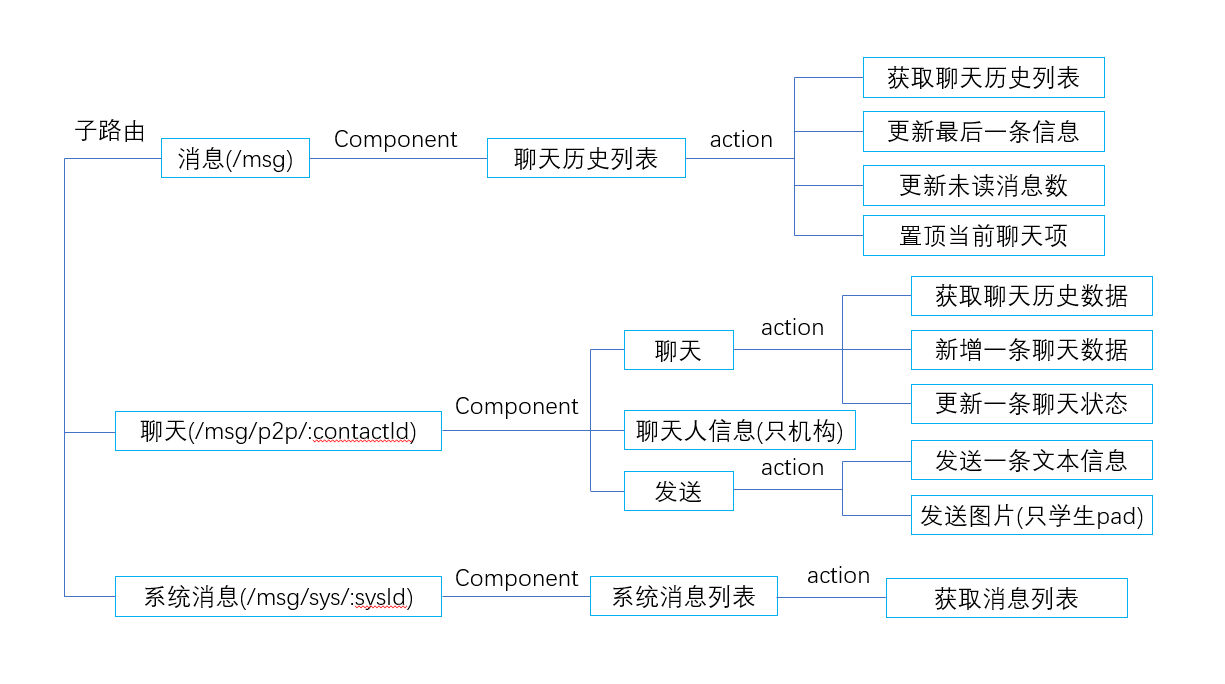 子路由
消息(/msg)
Component
聊天历史列表
action
获取聊天历史列表
更新最后一条信息
更新未读消息数
置顶当前聊天项
聊天(/msg/p2p/:contactId)
Component
聊天
action
获取聊天历史数据
新增一条聊天数据
更新一条聊天状态
聊天人信息(只机构)
发送
action
发送一条文本信息
发送图片(只学生pad)
系统消息(/msg/sys/:sysId)
Component
系统消息列表
action
获取消息列表